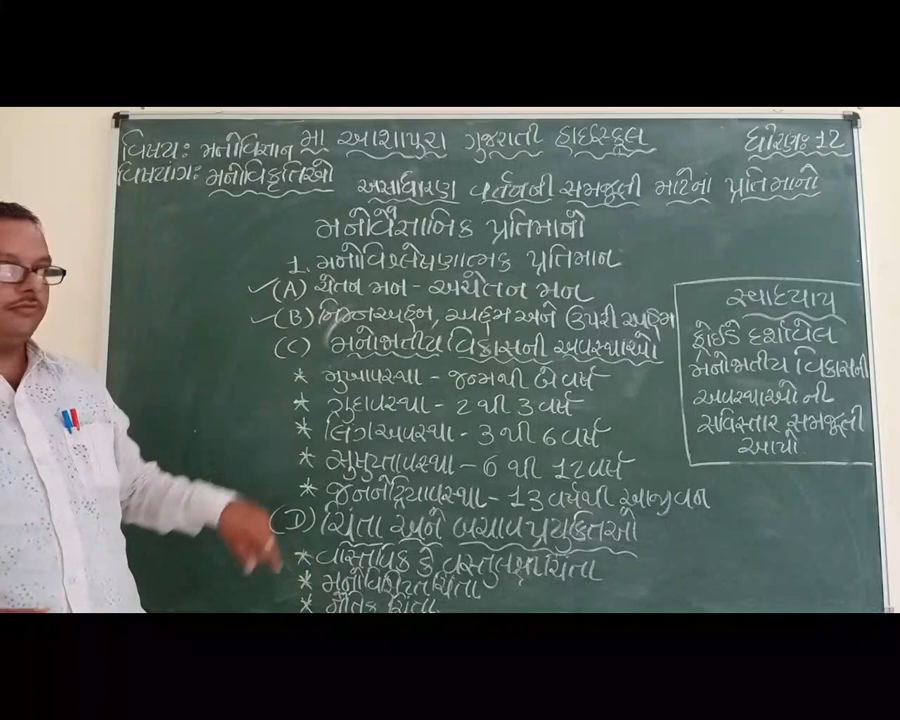 વિષય: મનોવિજ્ઞાન મા આશાપુરા ગુજરાતી હાઈસ્કૂલ ધોરણ: 12
વિષયાંગ: મનોવિકૃતિઓ
અસાધારણ વર્તનની સમજૂતી માટેના પ્રતિમાનો
મનોવૈજ્ઞાનિક પ્રતિમાનો
1. મનોવિશ્લેષણાત્મક પ્રતિમાન
(A) ચેતન મન - અચેતન મન
(B) નિમ્નઅહમ, અહમ અને ઉપરી અહમ
(C) મનોજાતીય વિકાસની અવસ્થાઓ
* મુખાવસ્થા - જન્મથી બે વર્ષ
* ગુદાવસ્થા - 2 થી 3 વર્ષ
* લિંગ અવસ્થા - 3 થી 6 વર્ષ
* સુષુપ્તાવસ્થા - 6 થી 12 વર્ષ
* જનનેંદ્રિયાવસ્થા - 13 વર્ષથી આજીવન
(D) ચિંતા અને બચાવ પ્રયુક્તિઓ
* વાસ્તવિક કે વસ્તુલક્ષી ચિંતા
* મનોવિકૃત ચિંતા
* નૈતિક ચિંતા
સ્વાધ્યાય
ફ્રોઈડે દર્શાવેલ
મનોજાતીય વિકાસની
અવસ્થાઓની
સવિસ્તાર સમજૂતી
આપો.